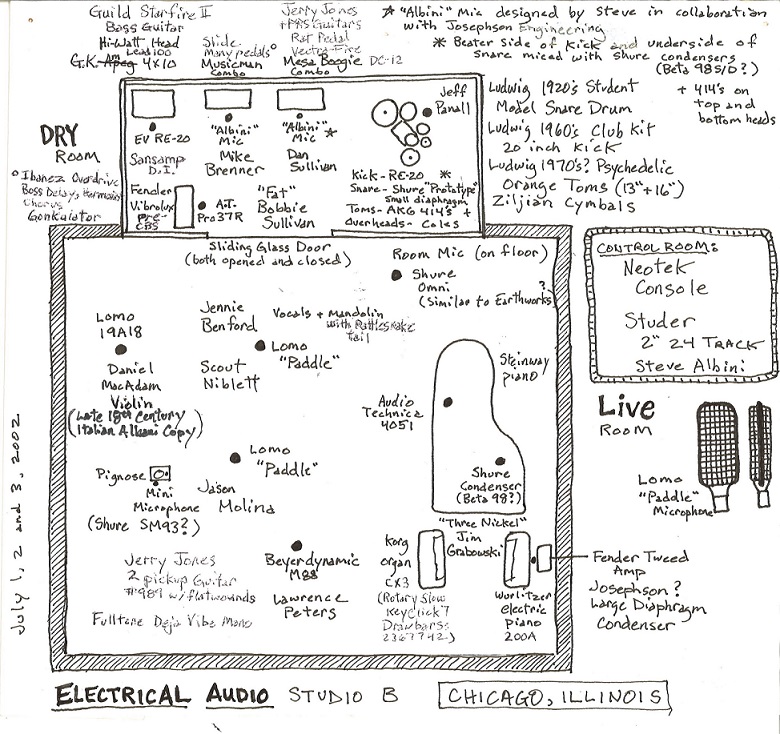 Guild Starfire II
Bass Guitar
Hi-Watt Head
Lead 100
G.K. Ampeg 4x10
Slide
many pedals°
Musicman
combo
Jerry Jones
+ PRS Guitars
Rat Pedal
Vectra-Fire
Mesa Boogie DC-12
Combo
* "Albini" Mic designed by Steve in collaboration
with Josephson Engineering
* Beater Side of Kick and underside of
Snare miced with Shure condensers
(Beta 98S/D?)
+ 414's on
top and
bottom heads
DRY
ROOM
° Ibanez Overdrive
Boss Delay, Harmonist
Chorus
Gonkulator
EV RE-20
Sansamp
D.I.
"Albini"
Mic
Mike
Brenner
"Albini" *
Mic
Dan
Sullivan
Jeff
Panall
Fender
Vibrolux
pre-
CBS
A.T.
Pro37R
"Fat"
Bobbie
Sullivan
Kick - RE-20 *
Snare - Shure "Prototype"
small diaphragm
Toms - AKG 414's +
Overheads - Coles
Ludwig 1920's Student
Model Snare Drum
Ludwig 1960's Club Kit
20 inch Kick
Ludwig 1970's? Psychedelic
Orange Toms (13"+16")
Ziljian Cymbals
Sliding Glass Door
(both opened and closed)
Room Mic (on floor)
Shure
Omni ?
(Similar to Earthworks)
CONTROL ROOM:
Neotek
Console
Studer
2" 24 TRACK
Steve Albini
Lomo
19A18
Daniel
MacAdam
Violin
(Late 18th Century
Italian Allemi Copy)
Jennie
Benford
Scout
Niblett
Vocals + Mandolin
with Rattlesnake
tail
Lomo
"Paddle"
Steinway
piano
Audio
Technica
4051
Shure
Condenser
(Beta 98?)
Live
ROOM
Lomo
"Paddle"
Microphone
Lomo
"Paddle"
Pignose
Mini
Microphone
(Shure SM93?)
Jason
Molina
"Three Nickel"
Jim
Grabowski
Korg
organ
CX3
(Rotary Slow
Keyclick 7
Drawbars:
2367742)
Wurlitzer
electric
piano
200A
Fender Tweed
Amp
Josephson?
Large Diaphragm
Condenser
Jerry Jones
2 pickup Guitar
w/ flatwounds
Fulltone Deja Vibe Mono
Beyerdynamic
M88
Lawrence
Peters
July 1, 2 and 3, 2002
ELECTRICAL AUDIO STUDIO B CHICAGO, ILLINOIS